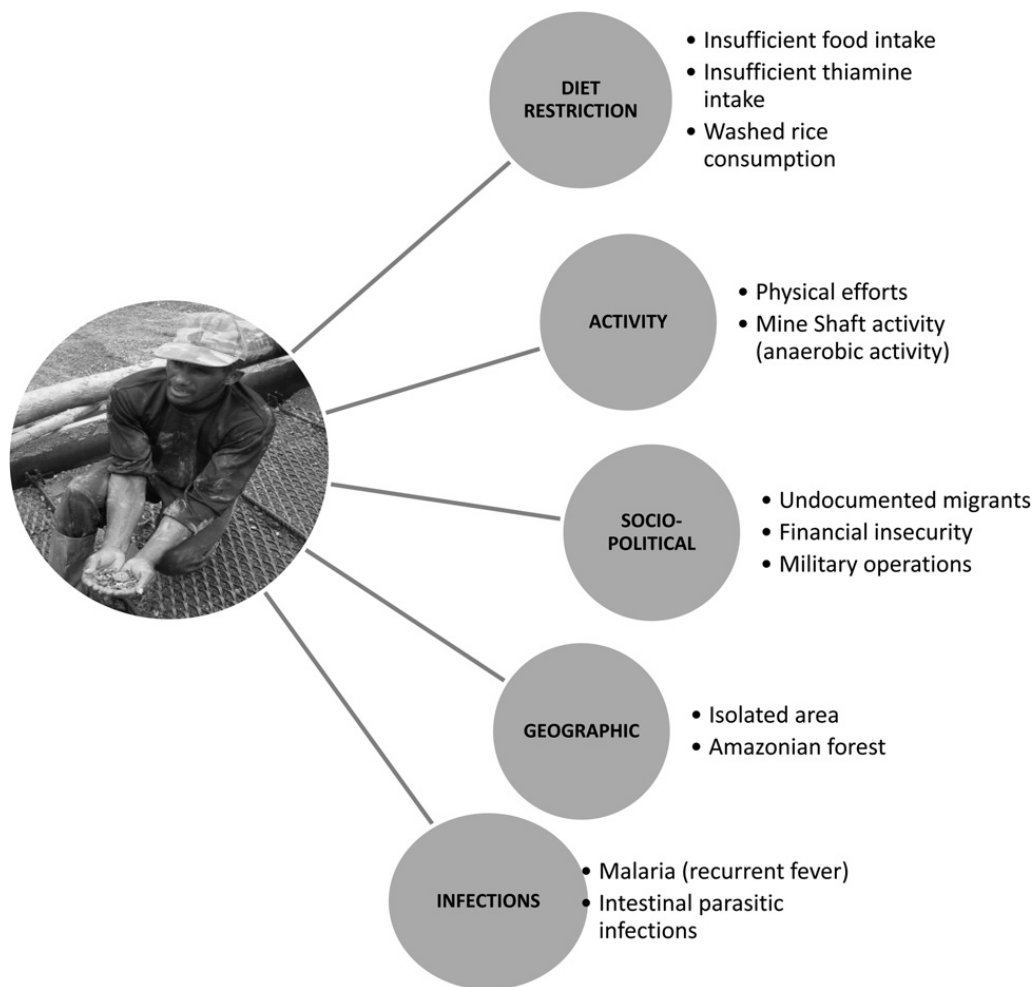 DIET
RESTRICTION
• Insufficient food intake
• Insufficient thiamine
intake
• Washed rice
consumption
ACTIVITY
• Physical efforts
• Mine Shaft activity
(anaerobic activity)
SOCIO-
POLITICAL
• Undocumented migrants
• Financial insecurity
• Military operations
GEOGRAPHIC
• Isolated area
• Amazonian forest
INFECTIONS
• Malaria (recurrent fever)
• Intestinal parasitic
infections